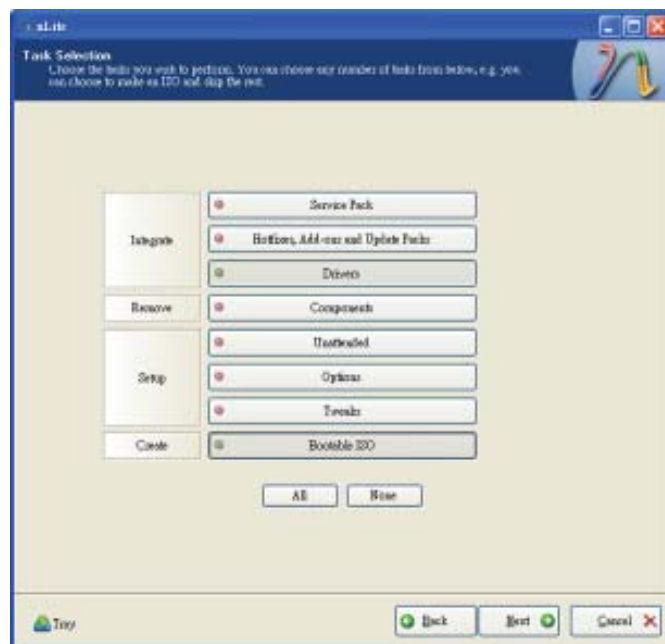 nLite
Task Selection
Choose the tasks you wish to perform. You can choose any number of tasks from below, e.g. you
can choose to make an ISO and skip the rest.
Integrate
Service Pack
Hotfixes, Add-ons and Update Packs
Drivers
Remove
Components
Setup
Unattended
Options
Tweaks
Create
Bootable ISO
All
None
Tray
Back
Next
Cancel